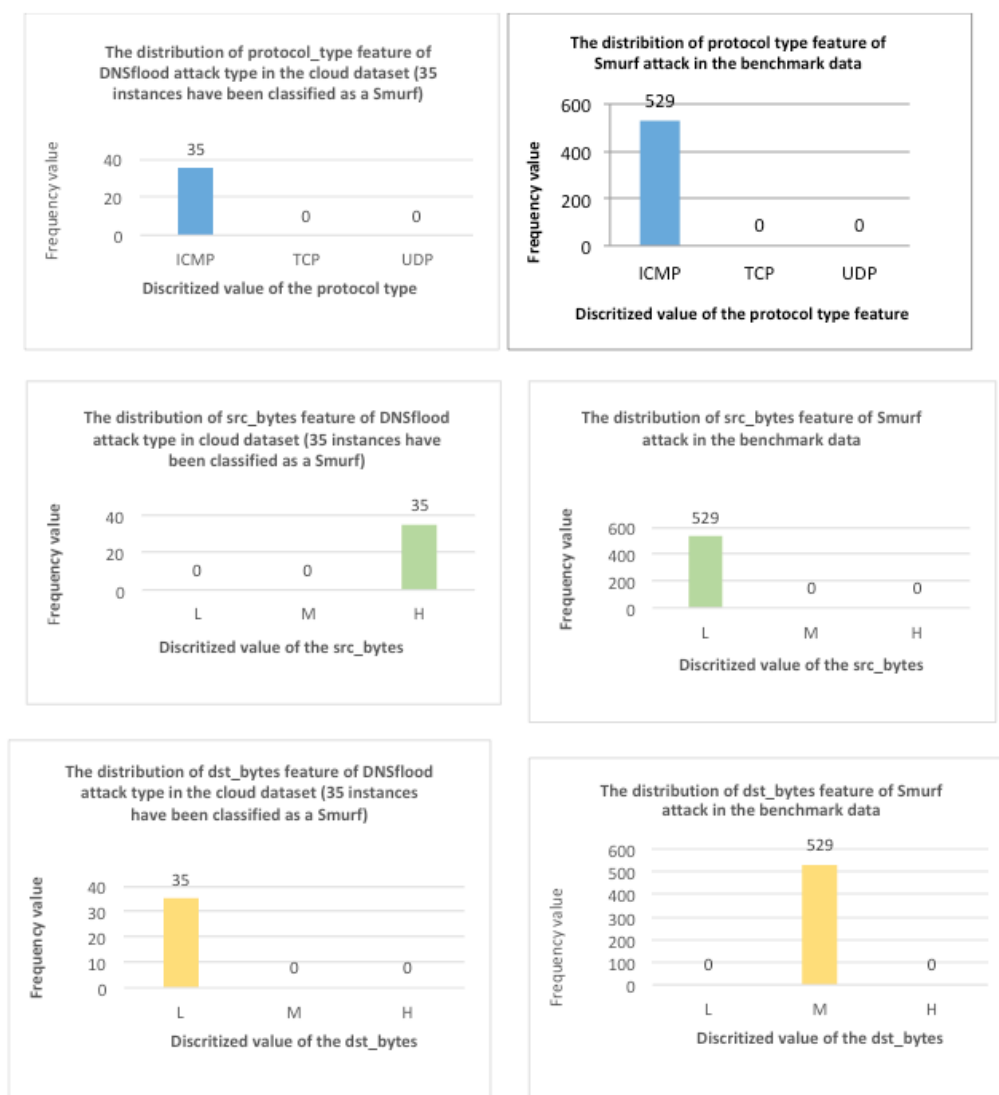 The distribution of protocol_type feature of
DNSflood attack type in the cloud dataset (35
instances have been classified as a Smurf)
Frequency value
40
20
0
35
0
0
ICMP
TCP
UDP
Discritized value of the protocol type
The distribition of protocol type feature of
Smurf attack in the benchmark data
Frequency value
600
400
200
0
529
0
0
ICMP
TCP
UDP
Discritized value of the protocol type feature
The distribution of src_bytes feature of DNSflood
attack type in cloud dataset (35 instances have
been classified as a Smurf)
Frequency value
40
20
0
0
0
35
L
M
H
Discritized value of the src_bytes
The distribution of src_bytes feature of Smurf
attack in the benchmark data
Frequency value
600
400
200
0
529
0
0
L
M
H
Discritized value of the src_bytes
The distribution of dst_bytes feature of DNSflood
attack type in the cloud dataset (35 instances
have been classified as a Smurf)
Frequency value
40
30
20
10
0
35
0
0
L
M
H
Discritized value of the dst_bytes
The distribution of dst_bytes feature of Smurf
attack in the benchmark data
Frequency value
600
500
400
300
200
100
0
0
529
0
L
M
H
Discritized value of the dst_bytes